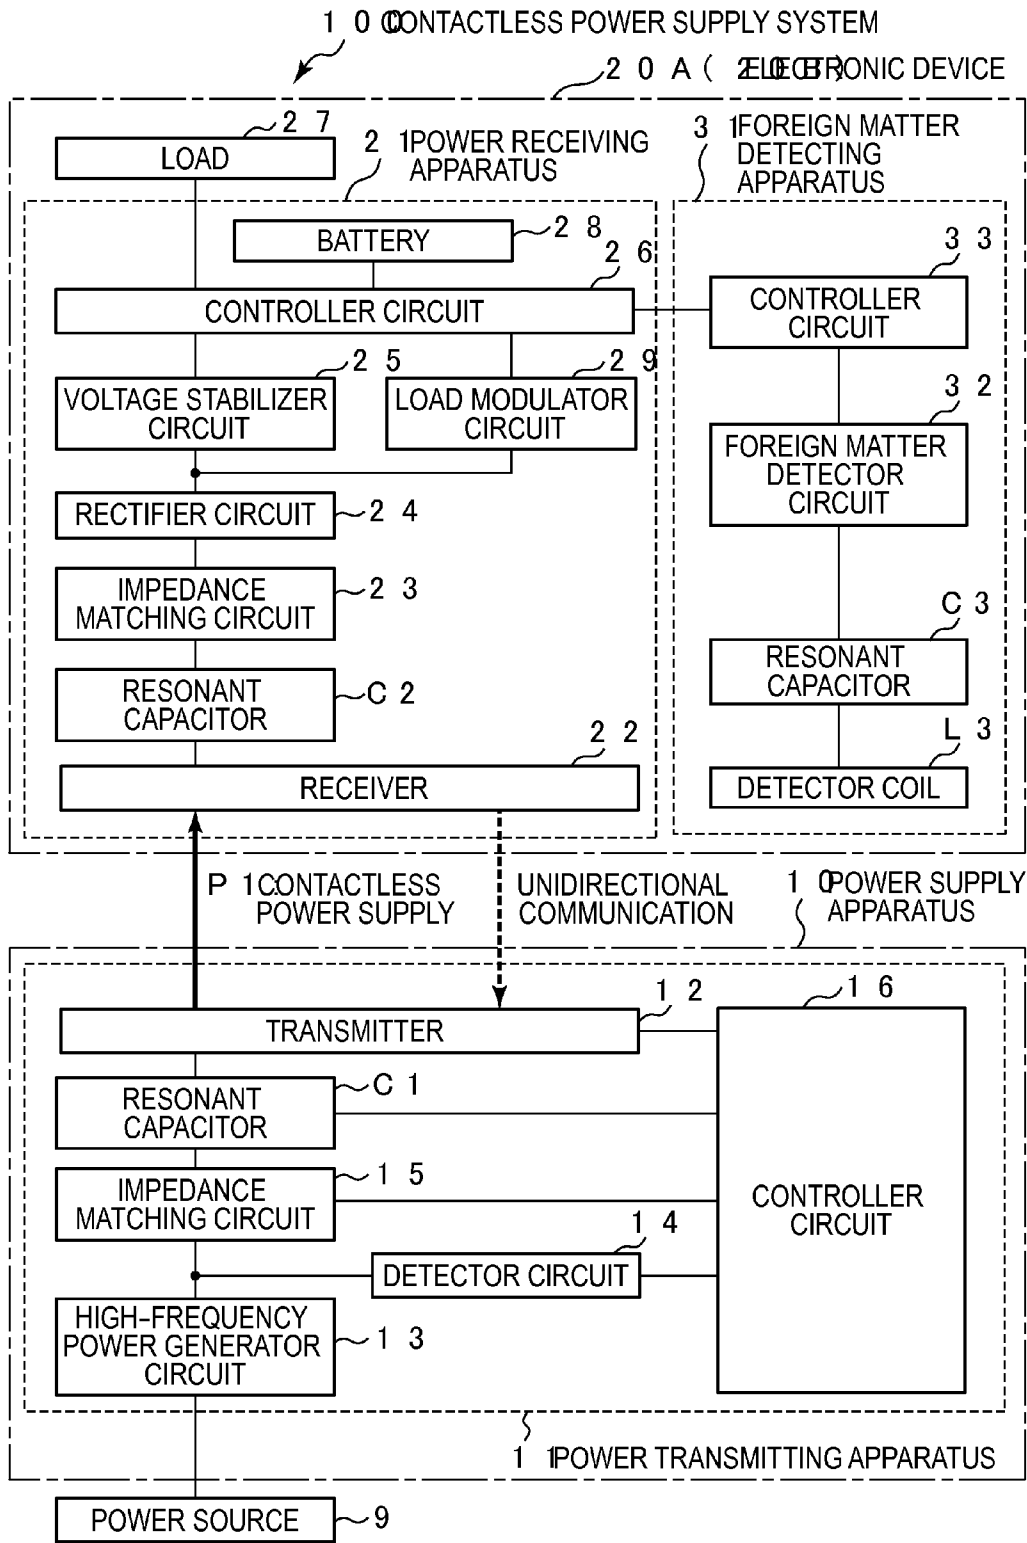 100 CONTACTLESS POWER SUPPLY SYSTEM
20A(20B) ELECTRONIC DEVICE
27
LOAD
21 POWER RECEIVING
APPARATUS
31 FOREIGN MATTER
DETECTING
APPARATUS
BATTERY
28
26
CONTROLLER CIRCUIT
33
CONTROLLER
CIRCUIT
25
VOLTAGE STABILIZER
CIRCUIT
29
LOAD MODULATOR
CIRCUIT
32
FOREIGN MATTER
DETECTOR
CIRCUIT
RECTIFIER CIRCUIT
24
IMPEDANCE
MATCHING CIRCUIT
23
C3
RESONANT
CAPACITOR
RESONANT
CAPACITOR
C2
22
RECEIVER
L3
DETECTOR COIL
P1:CONTACTLESS
POWER SUPPLY
UNIDIRECTIONAL
COMMUNICATION
10 POWER SUPPLY
APPARATUS
12
TRANSMITTER
16
CONTROLLER
CIRCUIT
RESONANT
CAPACITOR
C1
IMPEDANCE
MATCHING CIRCUIT
15
14
DETECTOR CIRCUIT
HIGH-FREQUENCY
POWER GENERATOR
CIRCUIT
13
11 POWER TRANSMITTING APPARATUS
POWER SOURCE
9